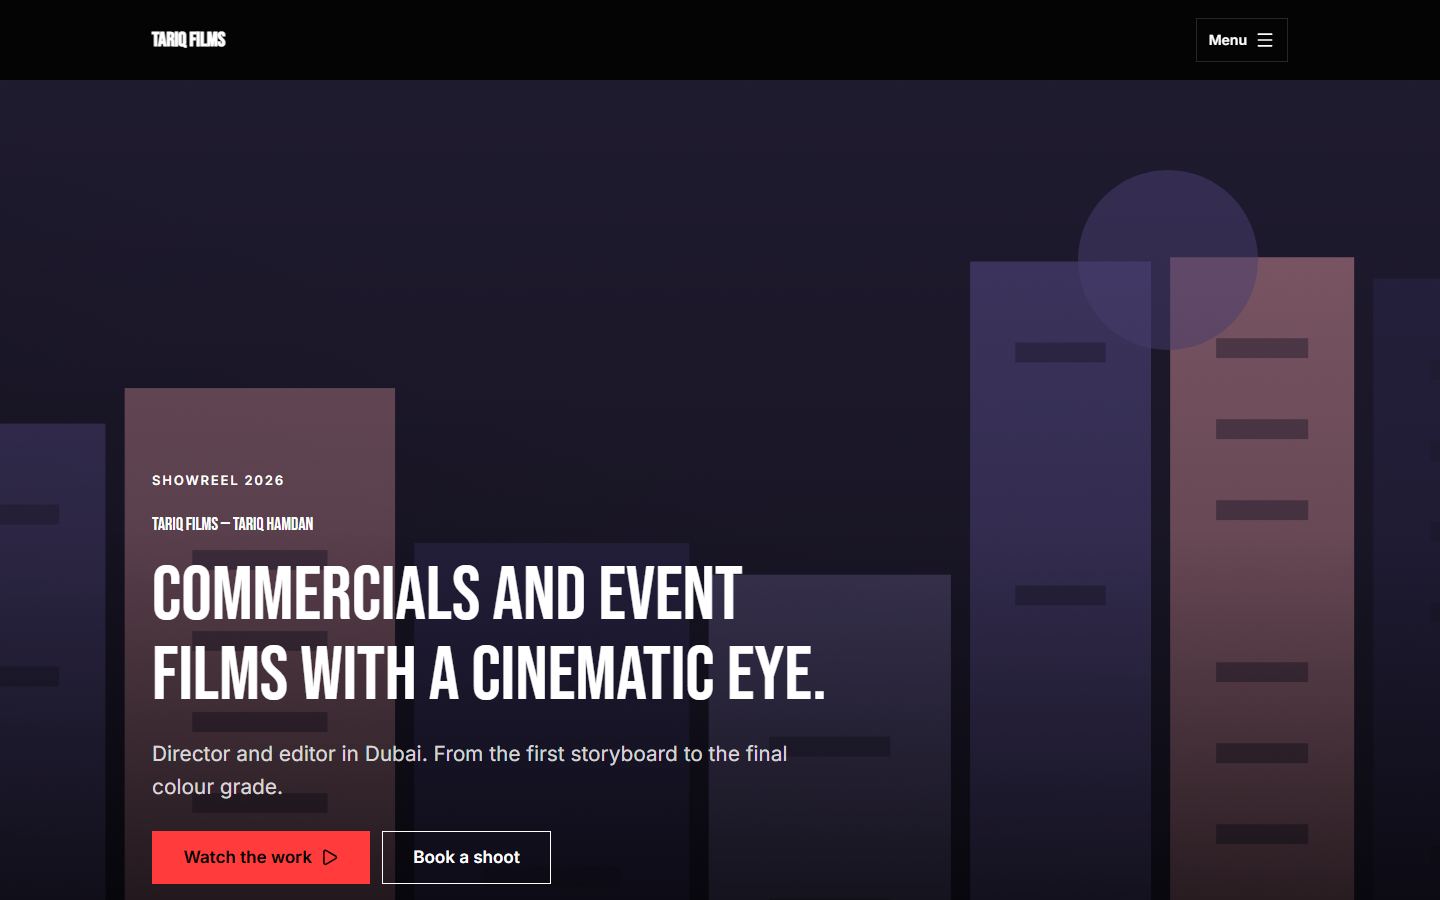 TARIQ FILMS
Menu
SHOWREEL 2026
TARIQ FILMS — TARIQ HAMDAN
COMMERCIALS AND EVENT
FILMS WITH A CINEMATIC EYE.
Director and editor in Dubai. From the first storyboard to the final
colour grade.
Watch the work
Book a shoot